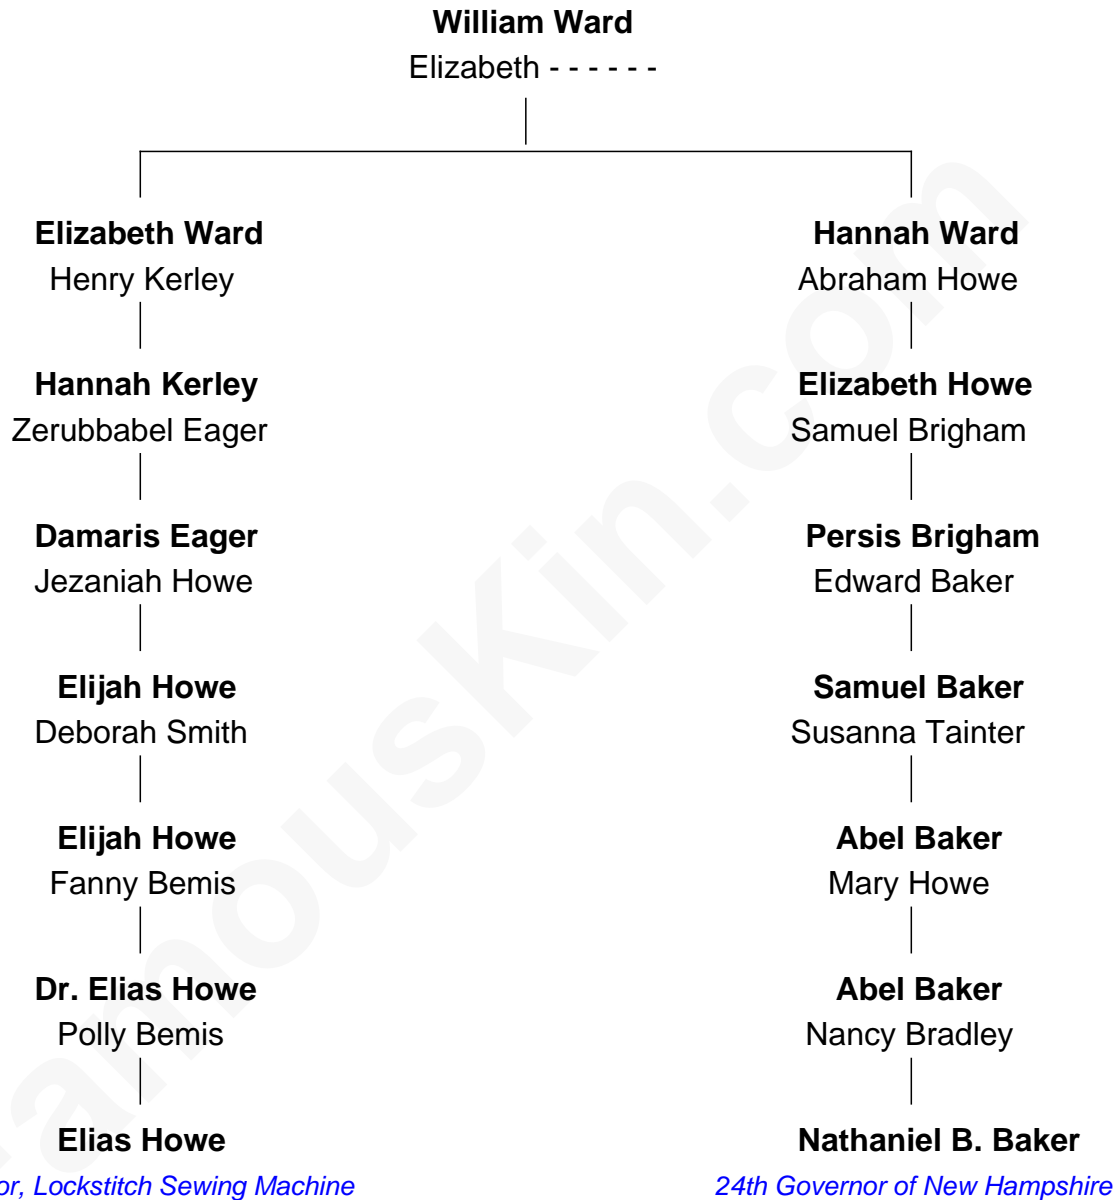 William Ward
Elizabeth - - - - - -
Elizabeth Ward
Henry Kerley
Hannah Ward
Abraham Howe
Hannah Kerley
Zerubbabel Eager
Elizabeth Howe
Samuel Brigham
Damaris Eager
Jezaniah Howe
Persis Brigham
Edward Baker
Elijah Howe
Deborah Smith
Samuel Baker
Susanna Tainter
Elijah Howe
Fanny Bemis
Abel Baker
Mary Howe
Dr. Elias Howe
Polly Bemis
Abel Baker
Nancy Bradley
Elias Howe
or, Lockstitch Sewing Machine
Nathaniel B. Baker
24th Governor of New Hampshire
amousKin.com